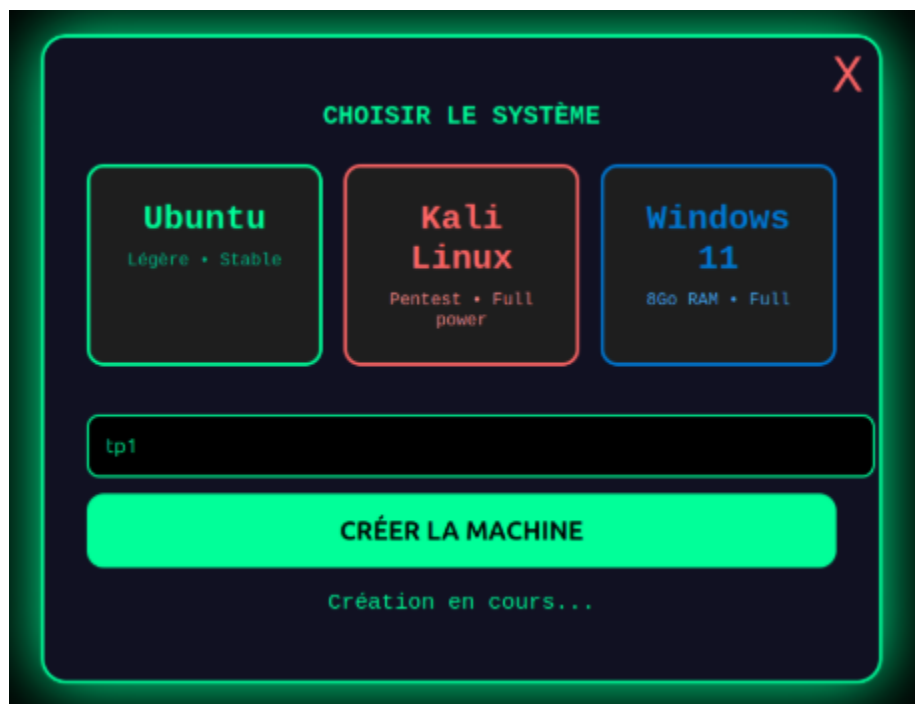 X
CHOISIR LE SYSTÈME
Ubuntu
Légère • Stable
Kali
Linux
Pentest • Full
power
Windows
11
8Go RAM • Full
tp1
CRÉER LA MACHINE
Création en cours...